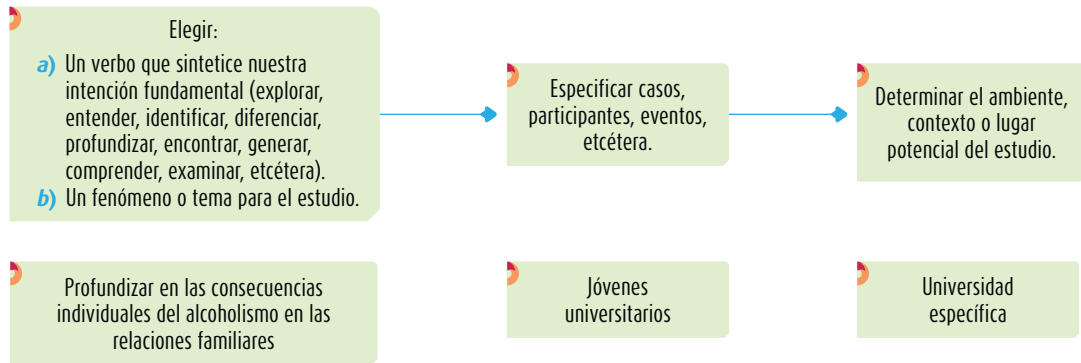 Elegir:
a) Un verbo que sintetice nuestra
intención fundamental (explorar,
entender, identificar, diferenciar,
profundizar, encontrar, generar,
comprender, examinar, etcétera).
b) Un fenómeno o tema para el estudio.
Especificar casos,
participantes, eventos,
etcétera.
Determinar el ambiente,
contexto o lugar
potencial del estudio.
Profundizar en las consecuencias
individuales del alcoholismo en las
relaciones familiares
Jóvenes
universitarios
Universidad
específica